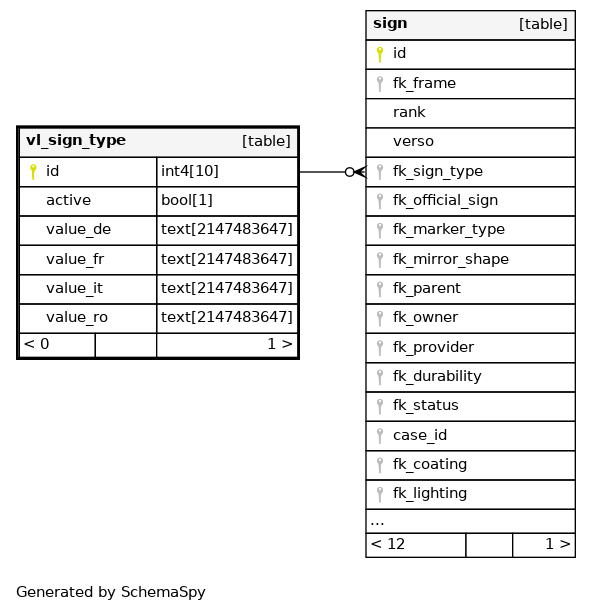 vl_sign_type [table]
id int4[10]
active bool[1]
value_de text[2147483647]
value_fr text[2147483647]
value_it text[2147483647]
value_ro text[2147483647]
< 0 1 >
sign [table]
id
fk_frame
rank
verso
fk_sign_type
fk_official_sign
fk_marker_type
fk_mirror_shape
fk_parent
fk_owner
fk_provider
fk_durability
fk_status
case_id
fk_coating
fk_lighting
...
< 12 1 >
Generated by SchemaSpy